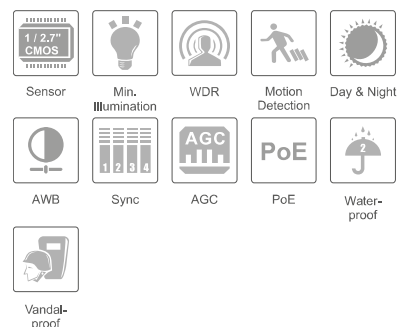 1 / 2.7"
CMOS
Sensor
Min.
Illumination
WDR
Motion
Detection
Day & Night
AWB
1 2 3 4
Sync
AGC
AGC
PoE
PoE
2
Water-
proof
Vandal-
proof